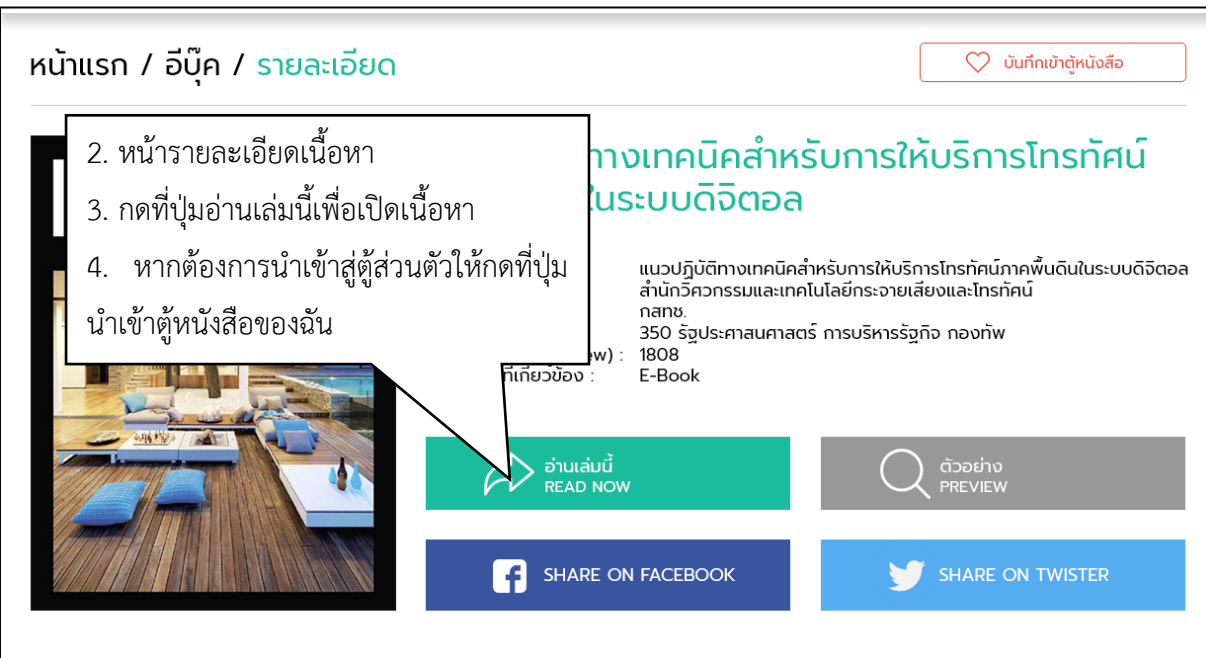 หน้าแรก / อีบุ๊ค / รายละเอียด
บันทึกเข้าตู้หนังสือ
2. หน้ารายละเอียดเนื้อหา
3. กดที่ปุ่มอ่านเล่มนี้เพื่อเปิดเนื้อหา
4. หากต้องการนำเข้าสู่ตู้ส่วนตัวให้กดที่ปุ่ม
นำเข้าตู้หนังสือของฉัน
ทางเทคนิคสำหรับการให้บริการโทรทัศน์
ในระบบดิจิตอล
แนวปฏิบัติทางเทคนิคสำหรับการให้บริการโทรทัศน์ภาคพื้นดินในระบบดิจิตอล
สำนักวิศวกรรมและเทคโนโลยีกระจายเสียงและโทรทัศน์
กสทช.
350 รัฐประศาสนศาสตร์ การบริหารรัฐกิจ กองทัพ
ew) : 1808
ที่เกี่ยวข้อง : E-Book
อ่านเล่มนี้
READ NOW
ตัวอย่าง
PREVIEW
SHARE ON FACEBOOK
SHARE ON TWISTER